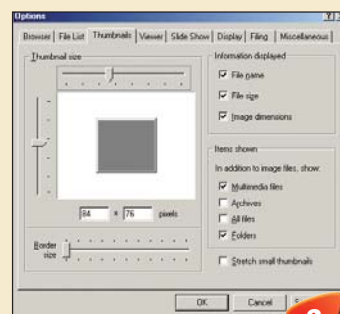 Options
Browser File List Thumbnails Viewer Slide Show Display Filing Miscellaneous
Thumbnail size
84 x 76 pixels
Border size
Information displayed
File name
File size
Image dimensions
Items shown
In addition to image files, show:
Multimedia files
Archives
All files
Folders
Stretch small thumbnails
OK Cancel